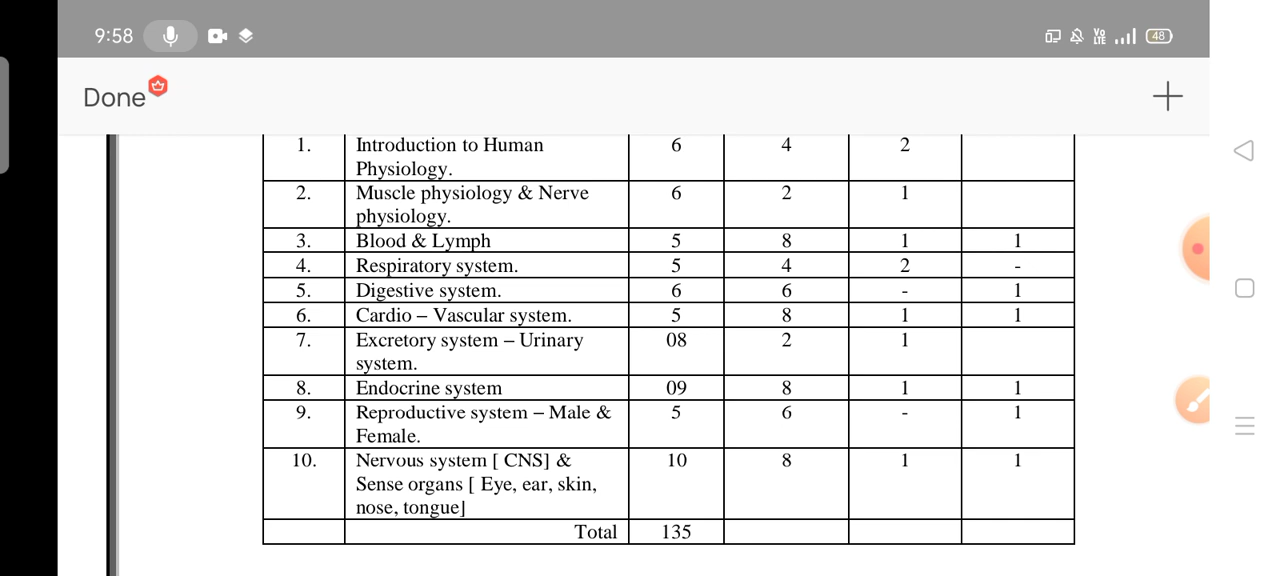 9:58
Vo
LTE
48
Done
1. Introduction to Human 6 4 2
Physiology.
2. Muscle physiology & Nerve 6 2 1
physiology.
3. Blood & Lymph 5 8 1 1
4. Respiratory system. 5 4 2 -
5. Digestive system. 6 6 - 1
6. Cardio – Vascular system. 5 8 1 1
7. Excretory system – Urinary 08 2 1
system.
8. Endocrine system 09 8 1 1
9. Reproductive system – Male & 5 6 - 1
Female.
10. Nervous system [ CNS] & 10 8 1 1
Sense organs [ Eye, ear, skin,
nose, tongue]
Total 135